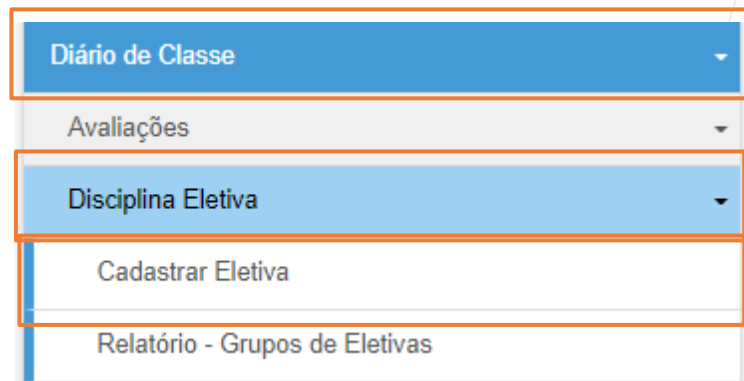 Diário de Classe
Avaliações
Disciplina Eletiva
Cadastrar Eletiva
Relatório - Grupos de Eletivas